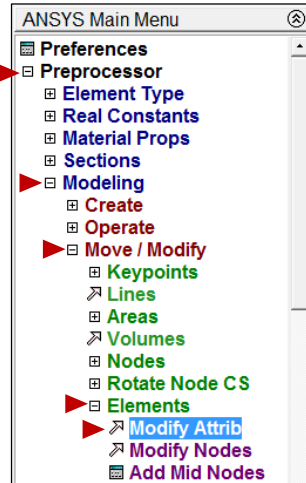 ANSYS Main Menu
Preferences
Preprocessor
Element Type
Real Constants
Material Props
Sections
Modeling
Create
Operate
Move / Modify
Keypoints
Lines
Areas
Volumes
Nodes
Rotate Node CS
Elements
Modify Attrib
Modify Nodes
Add Mid Nodes